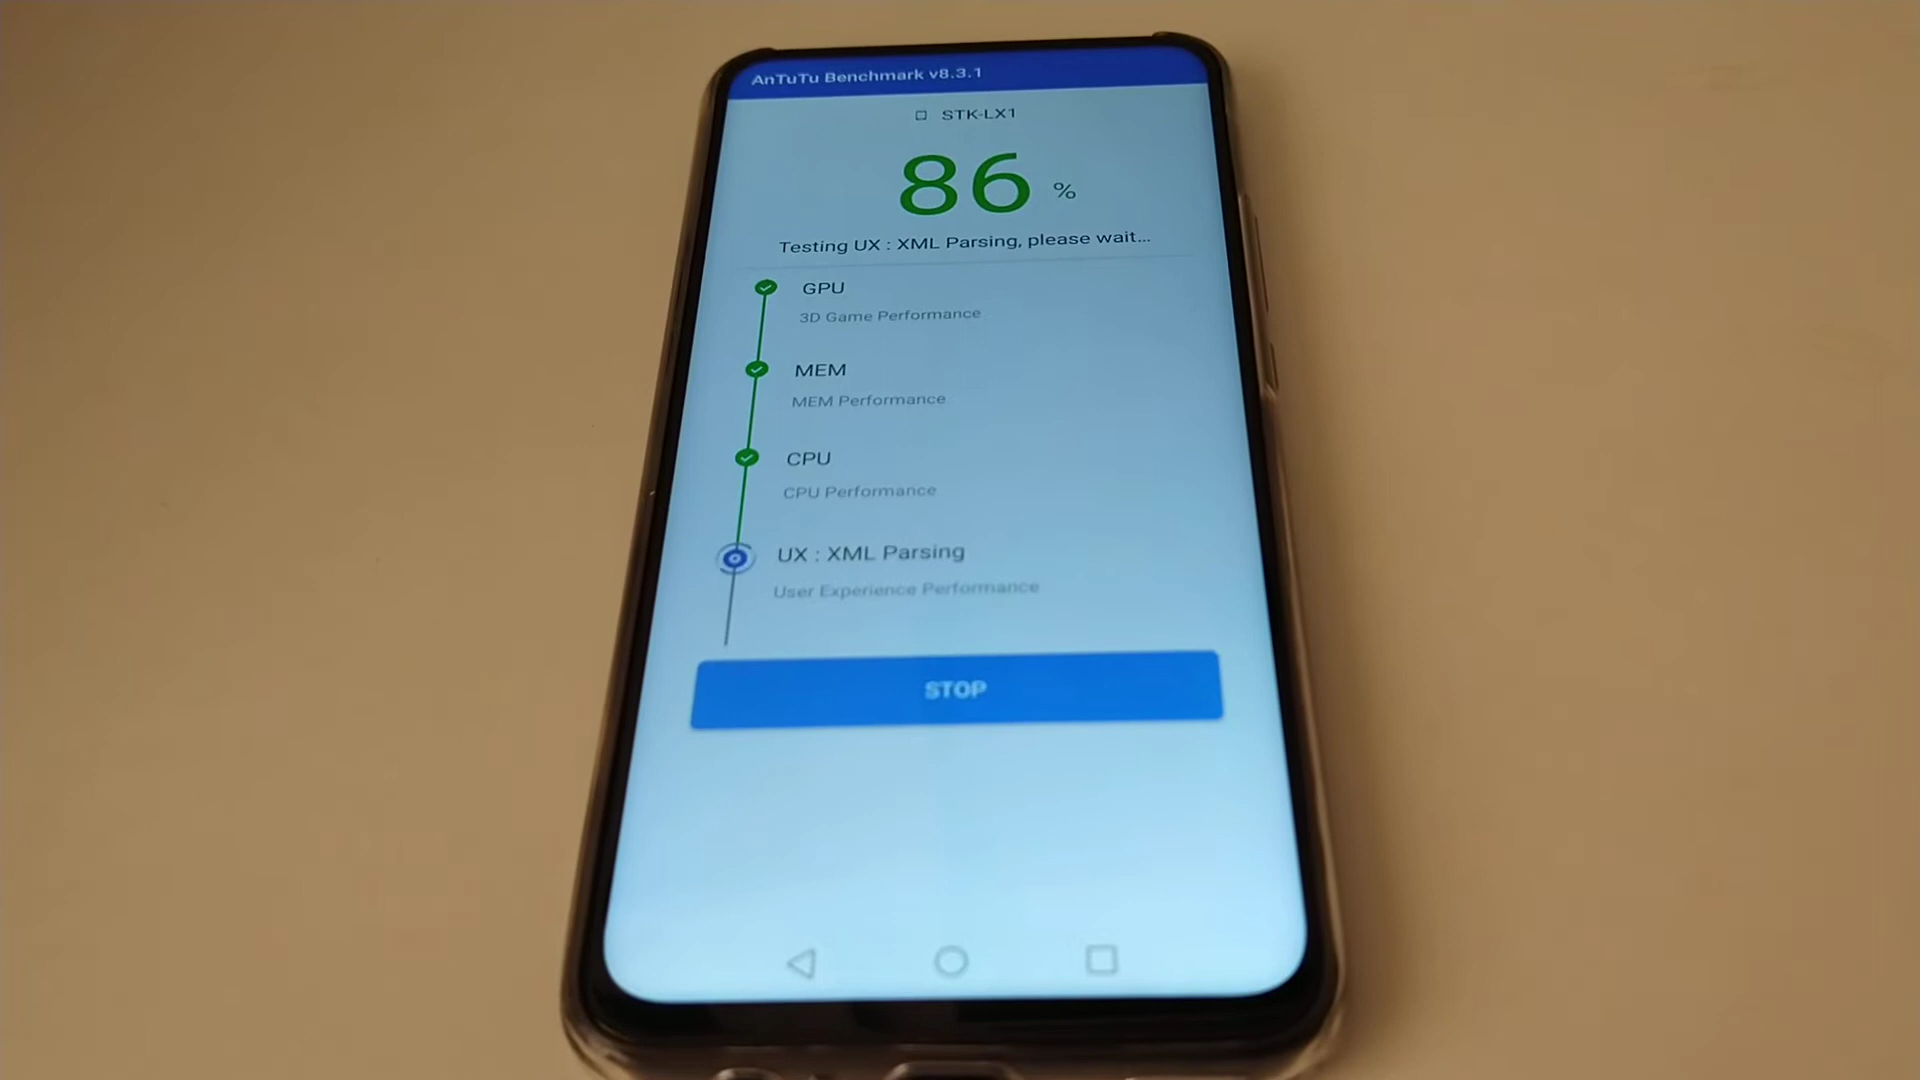 AnTuTu Benchmark v8.3.1
STK-LX1
86 %
Testing UX : XML Parsing, please wait...
GPU
3D Game Performance
MEM
MEM Performance
CPU
CPU Performance
UX : XML Parsing
User Experience Performance
STOP